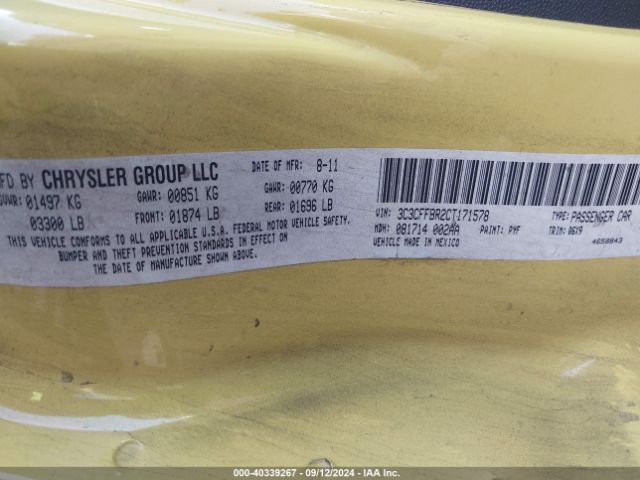 MFD BY CHRYSLER GROUP LLC DATE OF MFR: 8-11
GVWR: 01497 KG GAWR: 00851 KG GAWR: 00770 KG
03300 LB FRONT: 01874 LB REAR: 01696 LB
THIS VEHICLE CONFORMS TO ALL APPLICABLE U.S.A. FEDERAL MOTOR VEHICLE SAFETY,
BUMPER AND THEFT PREVENTION STANDARDS IN EFFECT ON
THE DATE OF MANUFACTURE SHOWN ABOVE.
VIN: 3C3CFFBR2CT171578 TYPE: PASSENGER CAR
MDH: 081714 002AA PAINT: PYF TRIM: 06X9
VEHICLE MADE IN MEXICO 4658843
000-40339267 - 09/12/2024 - IAA Inc.